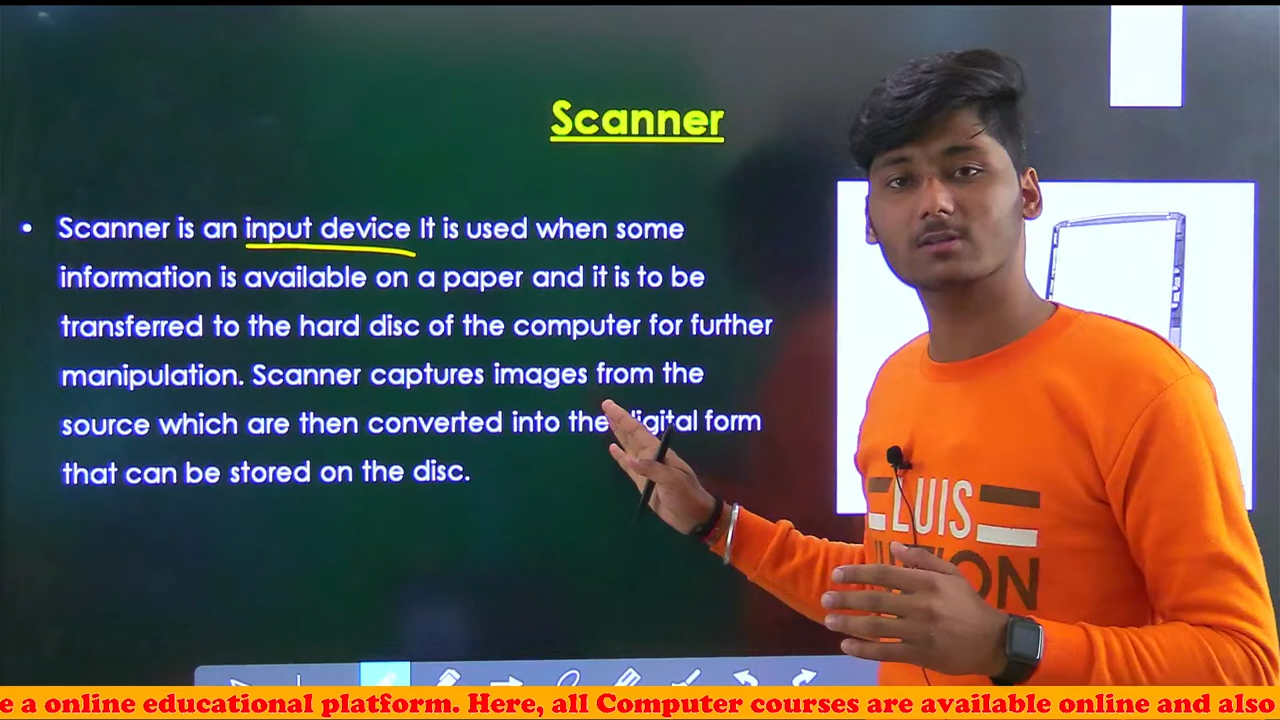 Scanner
• Scanner is an input device It is used when some
information is available on a paper and it is to be
transferred to the hard disc of the computer for further
manipulation. Scanner captures images from the
source which are then converted into the digital form
that can be stored on the disc.
LUIS
e a online educational platform. Here, all Computer courses are available online and also